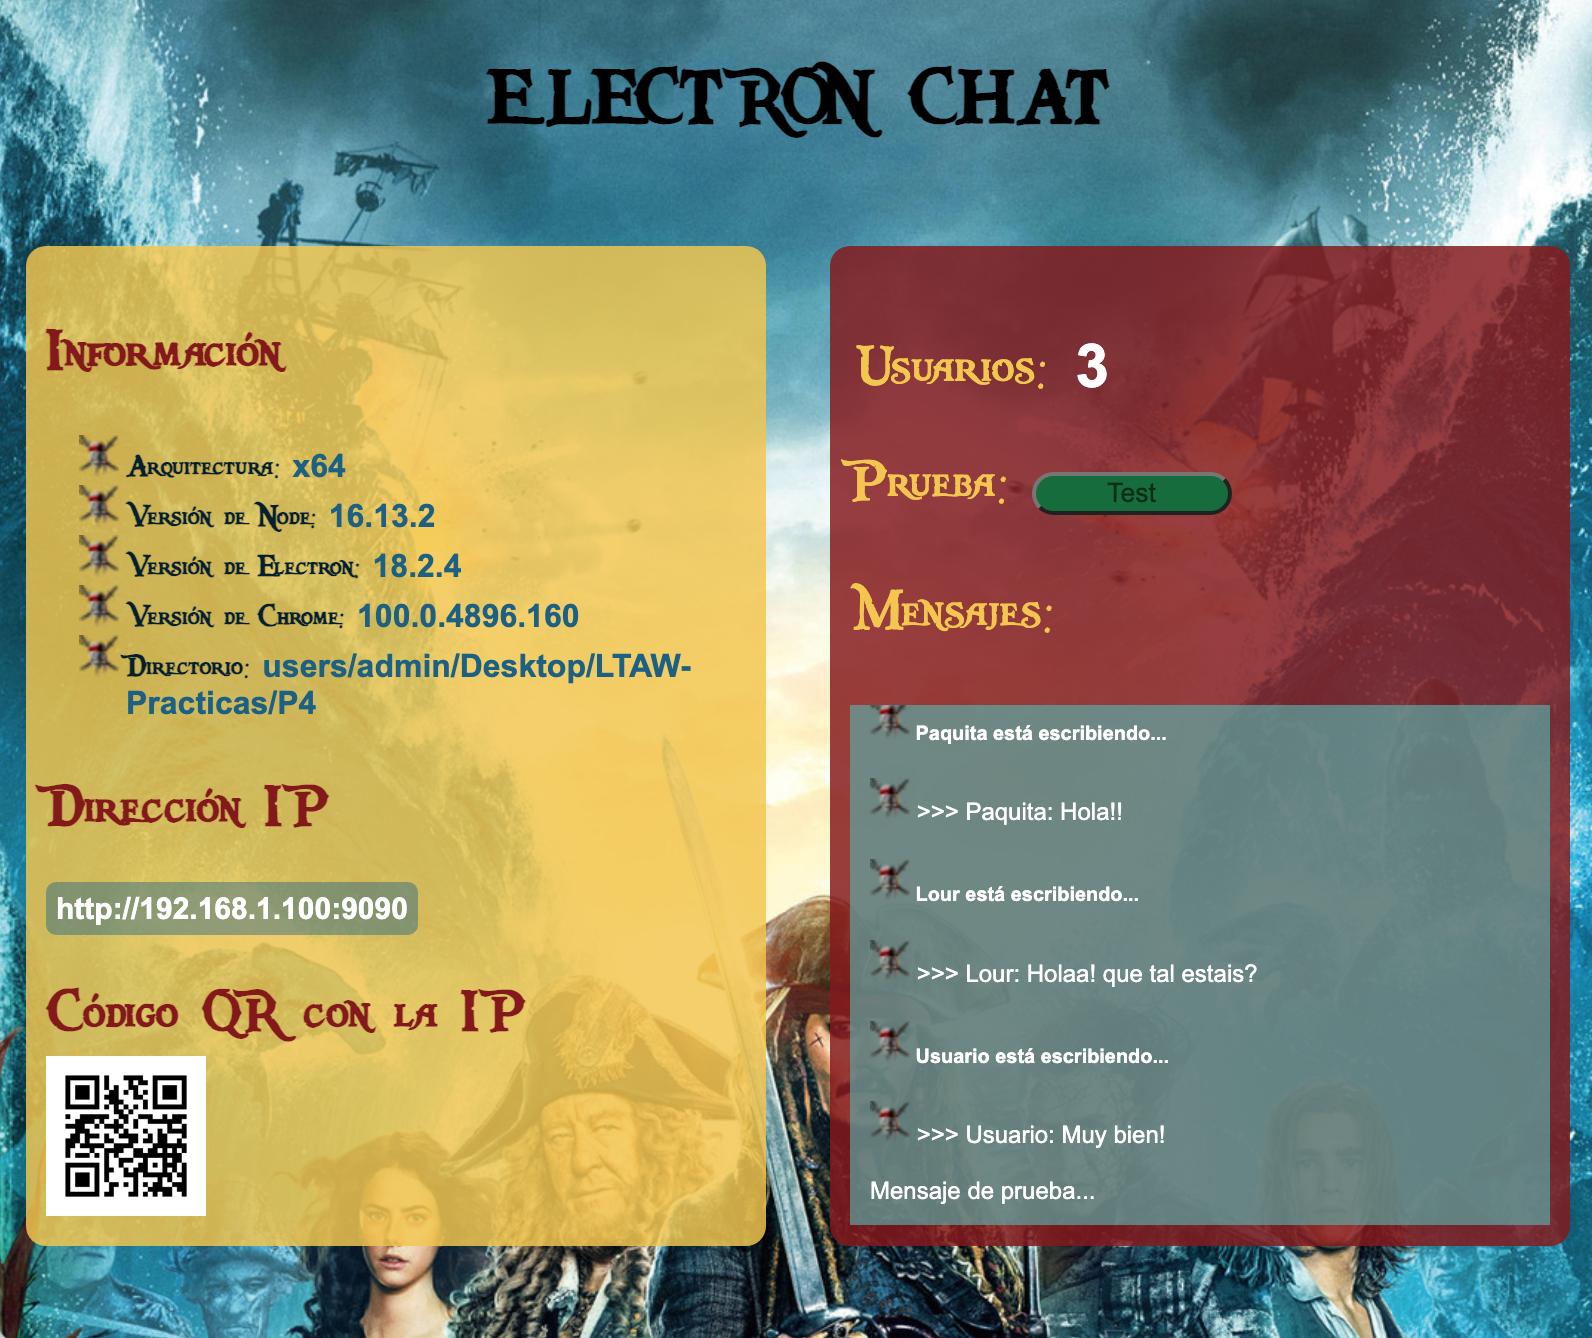 ELECTRON CHAT
Información
Arquitectura: x64
Versión de Node: 16.13.2
Versión de Electron: 18.2.4
Versión de Chrome: 100.0.4896.160
Directorio: users/admin/Desktop/LTAW-
Practicas/P4
Dirección IP
http://192.168.1.100:9090
Código QR con la IP
Usuarios: 3
Prueba: Test
Mensajes:
Paquita está escribiendo...
>>> Paquita: Hola!!
Lour está escribiendo...
>>> Lour: Holaa! que tal estais?
Usuario está escribiendo...
>>> Usuario: Muy bien!
Mensaje de prueba...